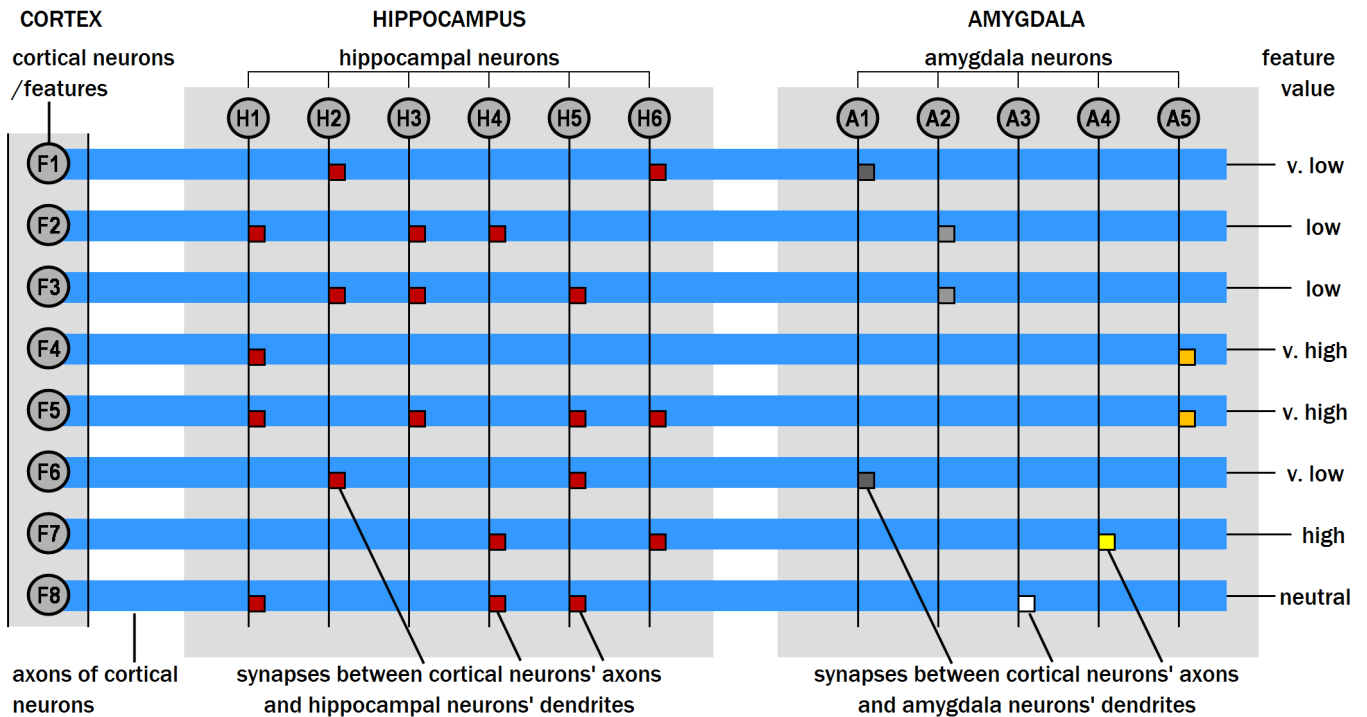 CORTEX
HIPPOCAMPUS
AMYGDALA
cortical neurons
/features
hippocampal neurons
amygdala neurons
feature
value
H1 H2 H3 H4 H5 H6
A1 A2 A3 A4 A5
F1 v. low
F2 low
F3 low
F4 v. high
F5 v. high
F6 v. low
F7 high
F8 neutral
axons of cortical
neurons
synapses between cortical neurons' axons
and hippocampal neurons' dendrites
synapses between cortical neurons' axons
and amygdala neurons' dendrites